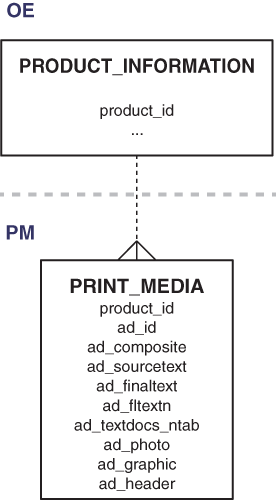 OE
PRODUCT_INFORMATION
product_id
...
PM
PRINT_MEDIA
product_id
ad_id
ad_composite
ad_sourcetext
ad_finaltext
ad_fltextn
ad_textdocs_ntab
ad_photo
ad_graphic
ad_header